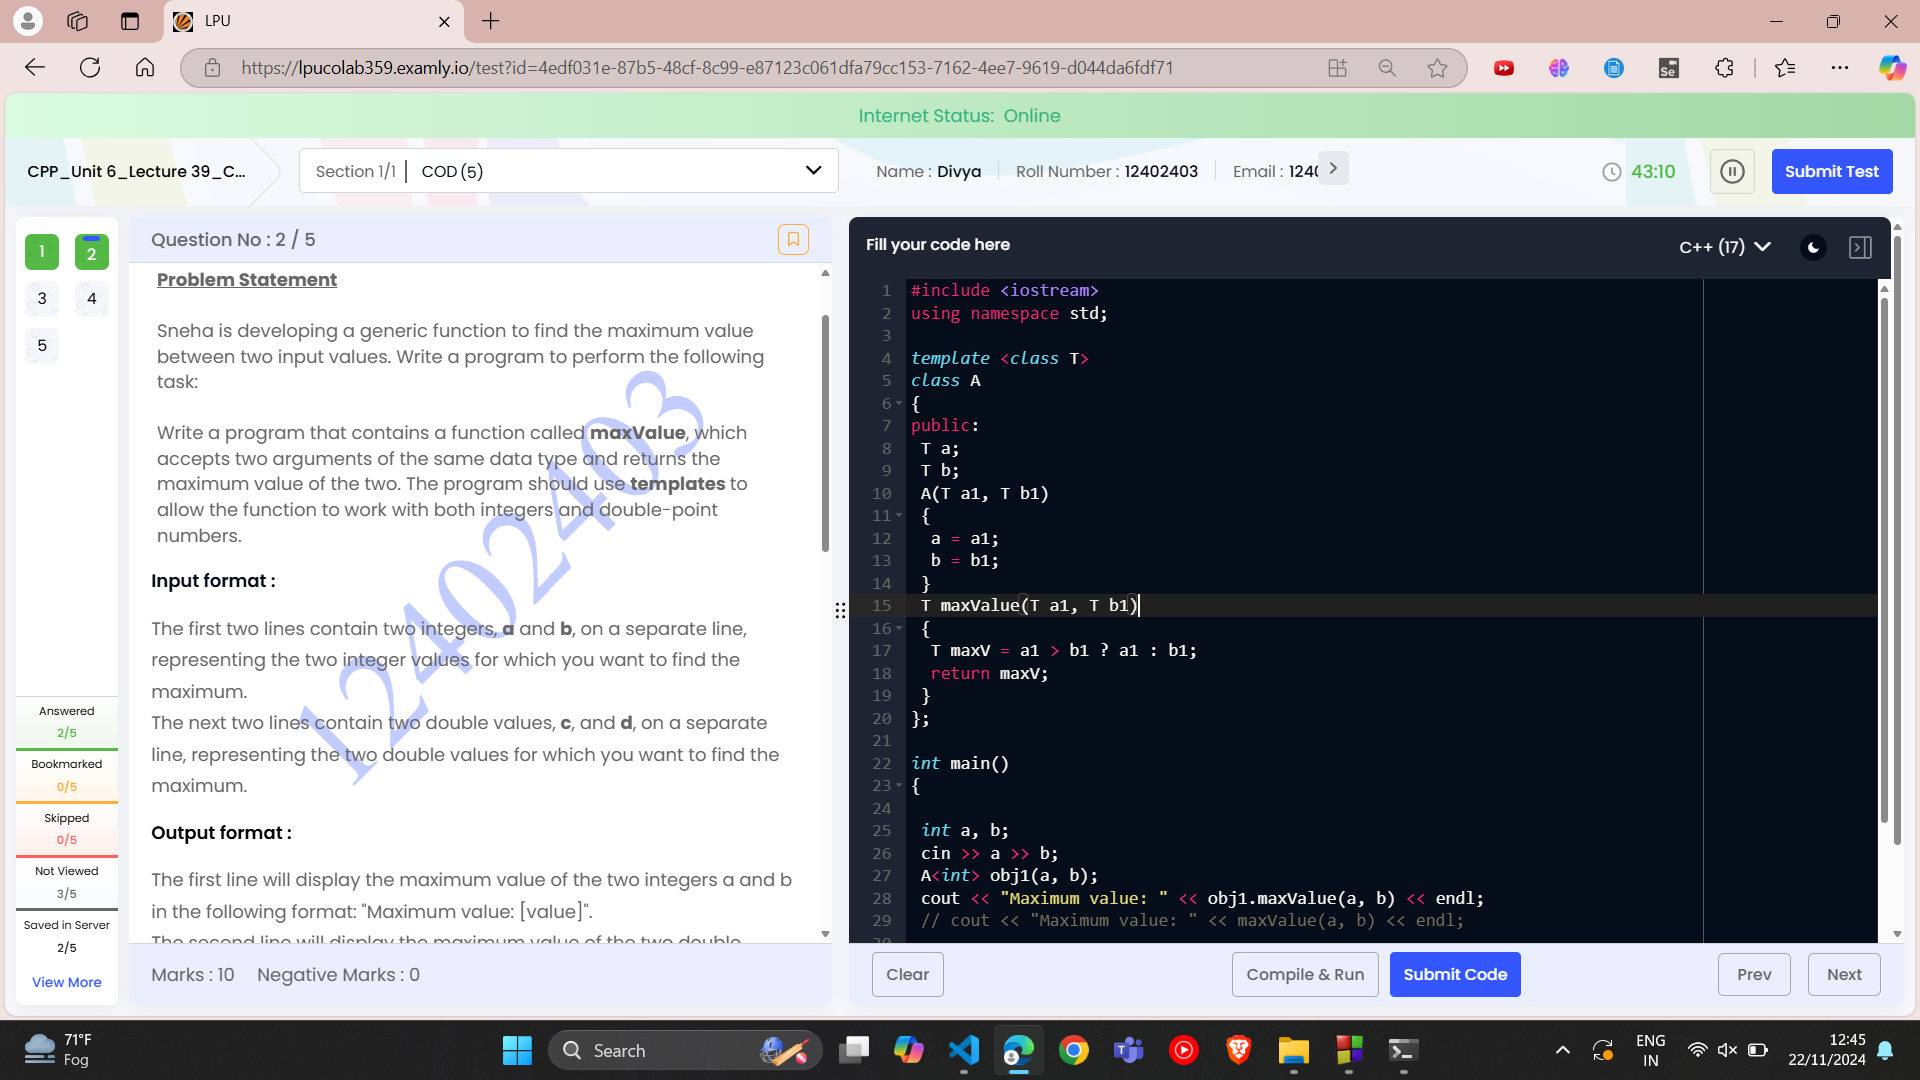 LPU
https://lpucolab359.examly.io/test?id=4edf031e-87b5-48cf-8c99-e87123c061dfa79cc153-7162-4ee7-9619-d044da6fdf71
Internet Status: Online
CPP_Unit 6_Lecture 39_C...
Section 1/1 | COD (5)
Name : Divya
Roll Number : 12402403
Email : 1240
43:10
Submit Test
1 2
3 4
5
Answered
2/5
Bookmarked
0/5
Skipped
0/5
Not Viewed
3/5
Saved in Server
2/5
View More
Question No : 2 / 5
Problem Statement
Sneha is developing a generic function to find the maximum value
between two input values. Write a program to perform the following
task:
Write a program that contains a function called maxValue, which
accepts two arguments of the same data type and returns the
maximum value of the two. The program should use templates to
allow the function to work with both integers and double-point
numbers.
Input format :
The first two lines contain two integers, a and b, on a separate line,
representing the two integer values for which you want to find the
maximum.
The next two lines contain two double values, c, and d, on a separate
line, representing the two double values for which you want to find the
maximum.
Output format :
The first line will display the maximum value of the two integers a and b
in the following format: "Maximum value: [value]".
The second line will display the maximum value of the two double
12402403
Marks : 10 Negative Marks : 0
Fill your code here
C++ (17)
1 #include <iostream>
2 using namespace std;
3
4 template <class T>
5 class A
6 {
7 public:
8 T a;
9 T b;
10 A(T a1, T b1)
11 {
12 a = a1;
13 b = b1;
14 }
15 T maxValue(T a1, T b1)
16 {
17 T maxV = a1 > b1 ? a1 : b1;
18 return maxV;
19 }
20 };
21
22 int main()
23 {
24
25 int a, b;
26 cin >> a >> b;
27 A<int> obj1(a, b);
28 cout << "Maximum value: " << obj1.maxValue(a, b) << endl;
29 // cout << "Maximum value: " << maxValue(a, b) << endl;
30
Clear
Compile & Run
Submit Code
Prev
Next
71°F
Fog
Search
ENG
IN
12:45
22/11/2024